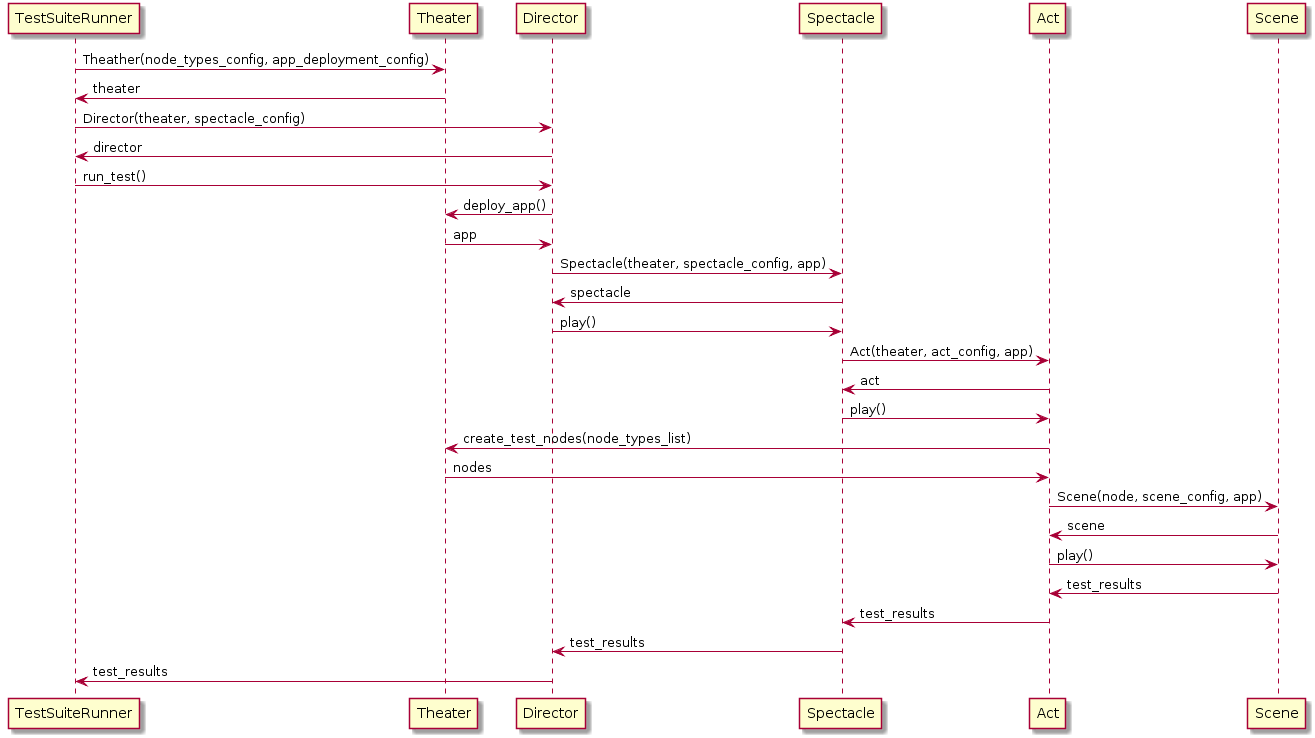 TestSuiteRunner Theater Director Spectacle Act Scene
Theather(node_types_config, app_deployment_config)
theater
Director(theater, spectacle_config)
director
run_test()
deploy_app()
app
Spectacle(theater, spectacle_config, app)
spectacle
play()
Act(theater, act_config, app)
act
play()
create_test_nodes(node_types_list)
nodes
Scene(node, scene_config, app)
scene
play()
test_results
test_results
test_results
test_results
TestSuiteRunner Theater Director Spectacle Act Scene